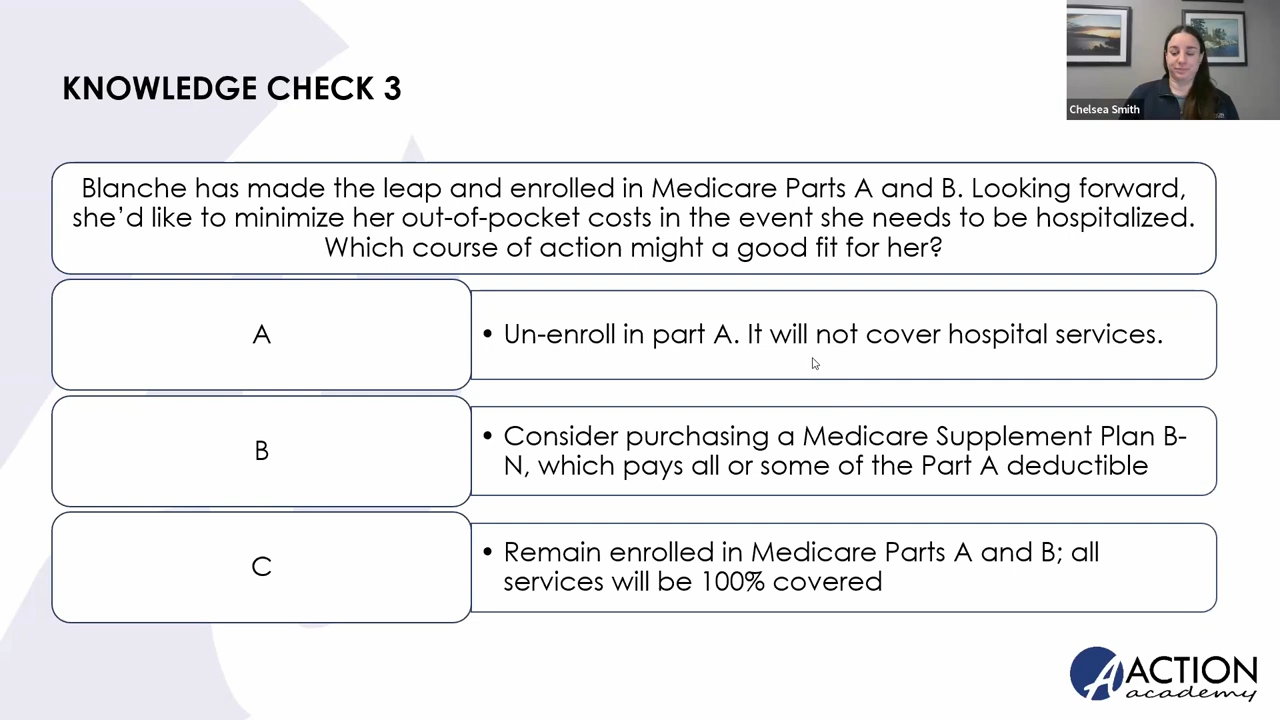 KNOWLEDGE CHECK 3
Chelsea Smith
Blanche has made the leap and enrolled in Medicare Parts A and B. Looking forward,
she’d like to minimize her out-of-pocket costs in the event she needs to be hospitalized.
Which course of action might a good fit for her?
A
• Un-enroll in part A. It will not cover hospital services.
B
• Consider purchasing a Medicare Supplement Plan B-
N, which pays all or some of the Part A deductible
C
• Remain enrolled in Medicare Parts A and B; all
services will be 100% covered
A ACTION
academy